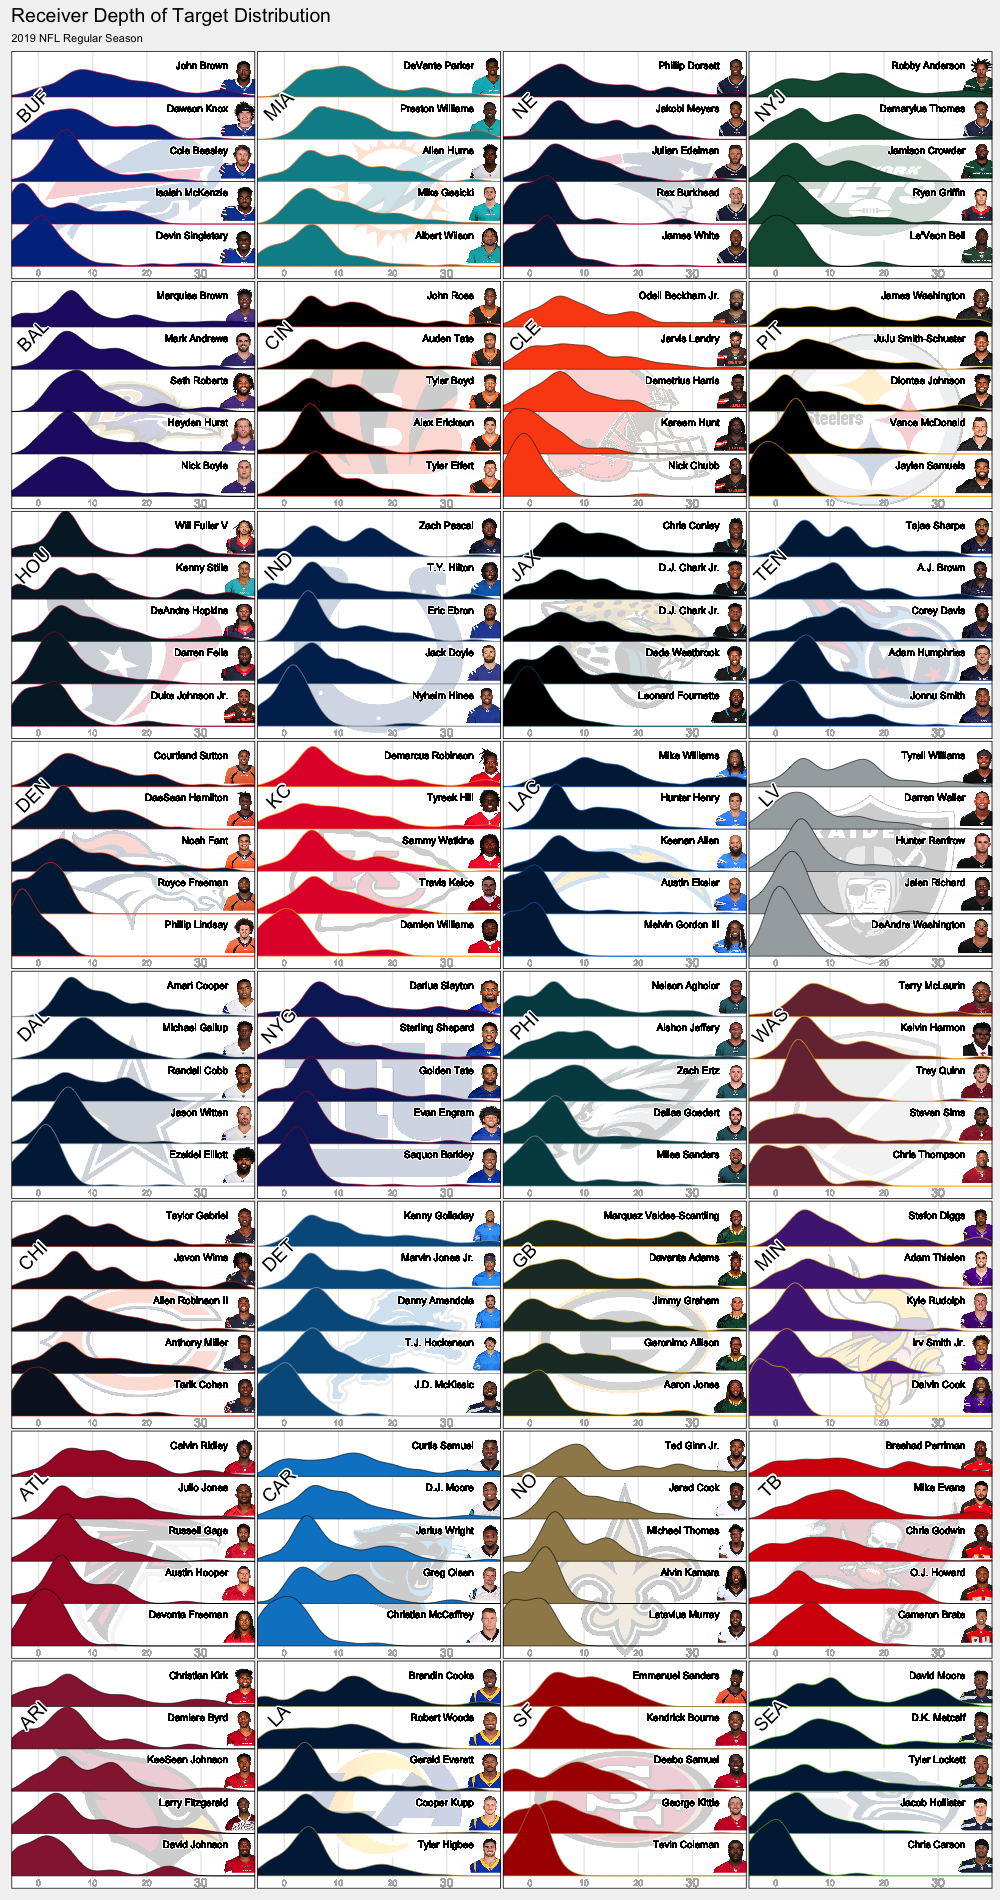 Receiver Depth of Target Distribution
2019 NFL Regular Season
BUF
John Brown
Dawson Knox
Cole Beasley
Isaiah McKenzie
Devin Singletary
0 10 20 30
MIA
DeVante Parker
Preston Williams
Allen Hurns
Mike Gesicki
Albert Wilson
0 10 20 30
NE
Phillip Dorsett
Jakobi Meyers
Julian Edelman
Rex Burkhead
James White
0 10 20 30
NYJ
Robby Anderson
Demaryius Thomas
Jamison Crowder
Ryan Griffin
Le'Veon Bell
YORK
JETS
0 10 20 30
BAL
Marquise Brown
Mark Andrews
Seth Roberts
Hayden Hurst
Nick Boyle
0 10 20 30
CIN
John Ross
Auden Tate
Tyler Boyd
Alex Erickson
Tyler Eifert
0 10 20 30
CLE
Odell Beckham Jr.
Jarvis Landry
Demetrius Harris
Kareem Hunt
Nick Chubb
0 10 20 30
PIT
James Washington
JuJu Smith-Schuster
Diontae Johnson
Vance McDonald
Jaylen Samuels
Steelers
0 10 20 30
HOU
Will Fuller V
Kenny Stills
DeAndre Hopkins
Darren Fells
Duke Johnson Jr.
0 10 20 30
IND
Zach Pascal
T.Y. Hilton
Eric Ebron
Jack Doyle
Nyheim Hines
0 10 20 30
JAX
Chris Conley
D.J. Chark Jr.
D.J. Chark Jr.
Dede Westbrook
Leonard Fournette
0 10 20 30
TEN
Tajae Sharpe
A.J. Brown
Corey Davis
Adam Humphries
Jonnu Smith
0 10 20 30
DEN
Courtland Sutton
DaeSean Hamilton
Noah Fant
Royce Freeman
Phillip Lindsay
0 10 20 30
KC
Demarcus Robinson
Tyreek Hill
Sammy Watkins
Travis Kelce
Damien Williams
0 10 20 30
LAC
Mike Williams
Hunter Henry
Keenan Allen
Austin Ekeler
Melvin Gordon III
0 10 20 30
LV
Tyrell Williams
Darren Waller
Hunter Renfrow
Jalen Richard
DeAndre Washington
RAIDERS
0 10 20 30
DAL
Amari Cooper
Michael Gallup
Randall Cobb
Jason Witten
Ezekiel Elliott
0 10 20 30
NYG
Darius Slayton
Sterling Shepard
Golden Tate
Evan Engram
Saquon Barkley
ny
0 10 20 30
PHI
Nelson Agholor
Alshon Jeffery
Zach Ertz
Dallas Goedert
Miles Sanders
0 10 20 30
WAS
Terry McLaurin
Kelvin Harmon
Trey Quinn
Steven Sims
Chris Thompson
0 10 20 30
CHI
Taylor Gabriel
Javon Wims
Allen Robinson II
Anthony Miller
Tarik Cohen
0 10 20 30
DET
Kenny Golladay
Marvin Jones Jr.
Danny Amendola
T.J. Hockenson
J.D. McKissic
0 10 20 30
GB
Marquez Valdes-Scantling
Davante Adams
Jimmy Graham
Geronimo Allison
Aaron Jones
0 10 20 30
MIN
Stefon Diggs
Adam Thielen
Kyle Rudolph
Irv Smith Jr.
Dalvin Cook
0 10 20 30
ATL
Calvin Ridley
Julio Jones
Russell Gage
Austin Hooper
Devonta Freeman
0 10 20 30
CAR
Curtis Samuel
D.J. Moore
Jarius Wright
Greg Olsen
Christian McCaffrey
0 10 20 30
NO
Ted Ginn Jr.
Jared Cook
Michael Thomas
Alvin Kamara
Latavius Murray
0 10 20 30
TB
Breshad Perriman
Mike Evans
Chris Godwin
O.J. Howard
Cameron Brate
0 10 20 30
ARI
Christian Kirk
Damiere Byrd
KeeSean Johnson
Larry Fitzgerald
David Johnson
0 10 20 30
LA
Brandin Cooks
Robert Woods
Gerald Everett
Cooper Kupp
Tyler Higbee
0 10 20 30
SF
Emmanuel Sanders
Kendrick Bourne
Deebo Samuel
George Kittle
Tevin Coleman
SF
0 10 20 30
SEA
David Moore
D.K. Metcalf
Tyler Lockett
Jacob Hollister
Chris Carson
0 10 20 30